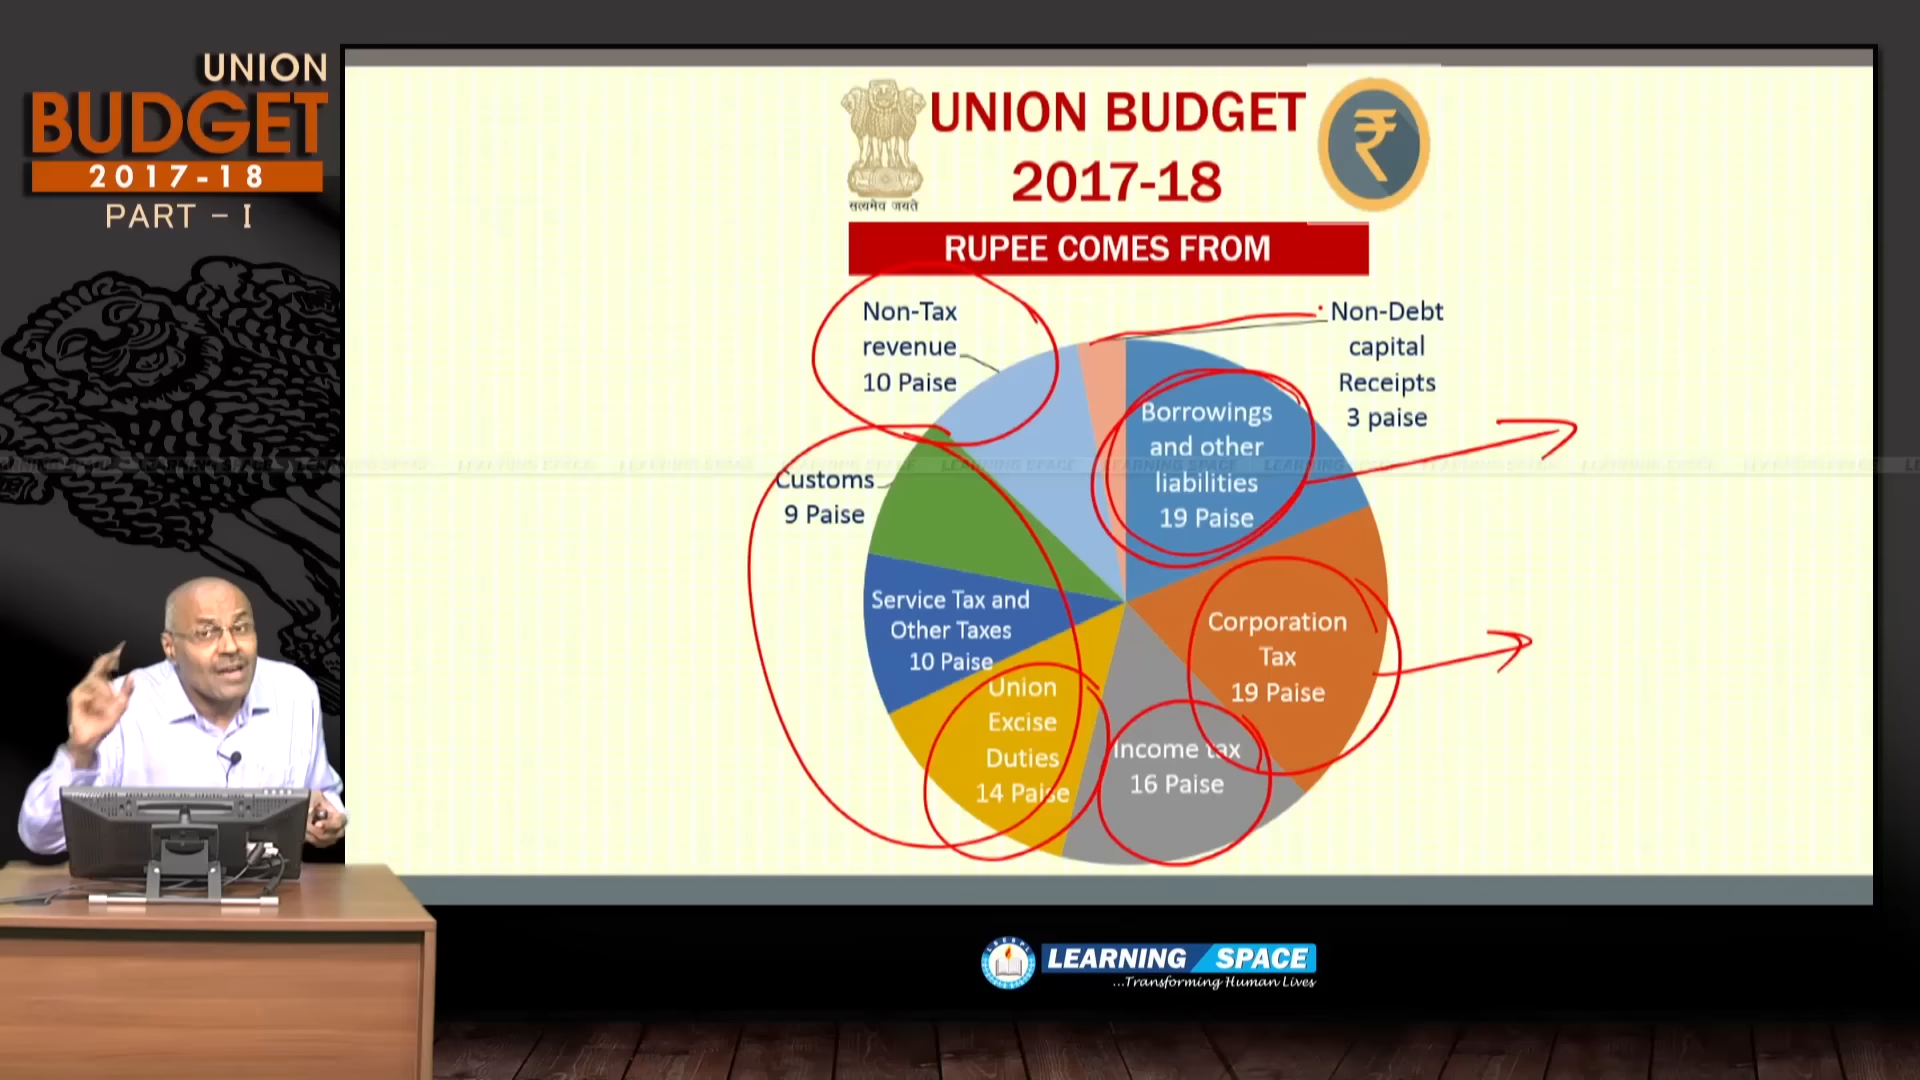 UNION
BUDGET
2017-18
PART – I
UNION BUDGET
2017-18
सत्यमेव जयते
RUPEE COMES FROM
Non-Tax
revenue
10 Paise
Non-Debt
capital
Receipts
3 paise
Borrowings
and other
liabilities
19 Paise
Customs
9 Paise
Service Tax and
Other Taxes
10 Paise
Corporation
Tax
19 Paise
Union
Excise
Duties
14 Paise
Income tax
16 Paise
LEARNING SPACE
...Transforming Human Lives